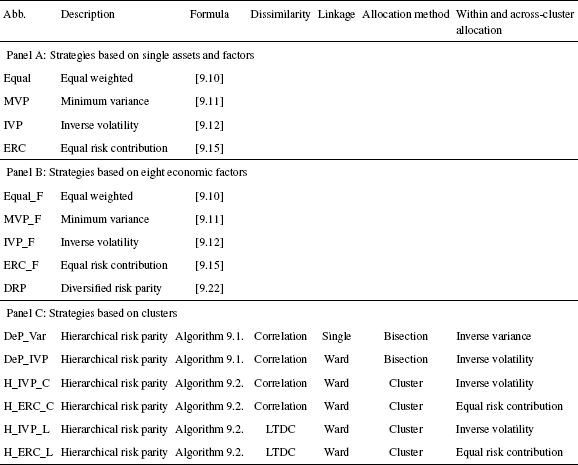 Abb. Description Formula Dissimilarity Linkage Allocation method Within and across-cluster
allocation
Panel A: Strategies based on single assets and factors
Equal Equal weighted [9.10]
MVP Minimum variance [9.11]
IVP Inverse volatility [9.12]
ERC Equal risk contribution [9.15]
Panel B: Strategies based on eight economic factors
Equal_F Equal weighted [9.10]
MVP_F Minimum variance [9.11]
IVP_F Inverse volatility [9.12]
ERC_F Equal risk contribution [9.15]
DRP Diversified risk parity [9.22]
Panel C: Strategies based on clusters
DeP_Var Hierarchical risk parity Algorithm 9.1. Correlation Single Bisection Inverse variance
DeP_IVP Hierarchical risk parity Algorithm 9.1. Correlation Ward Bisection Inverse volatility
H_IVP_C Hierarchical risk parity Algorithm 9.2. Correlation Ward Cluster Inverse volatility
H_ERC_C Hierarchical risk parity Algorithm 9.2. Correlation Ward Cluster Equal risk contribution
H_IVP_L Hierarchical risk parity Algorithm 9.2. LTDC Ward Cluster Inverse volatility
H_ERC_L Hierarchical risk parity Algorithm 9.2. LTDC Ward Cluster Equal risk contribution